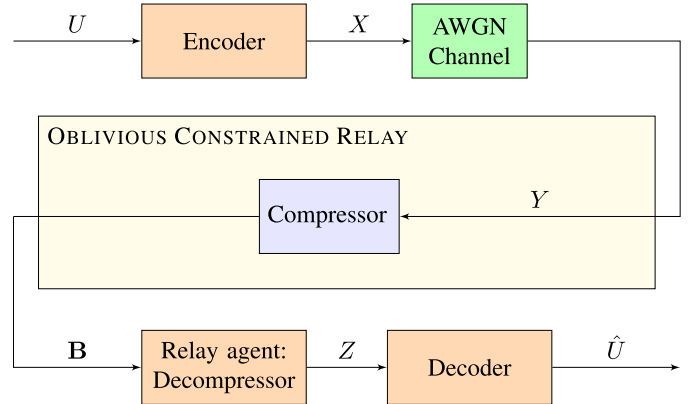 U
Encoder
X
AWGN
Channel
OBLIVIOUS CONSTRAINED RELAY
Compressor
Y
B
Relay agent:
Decompressor
Z
Decoder
Û